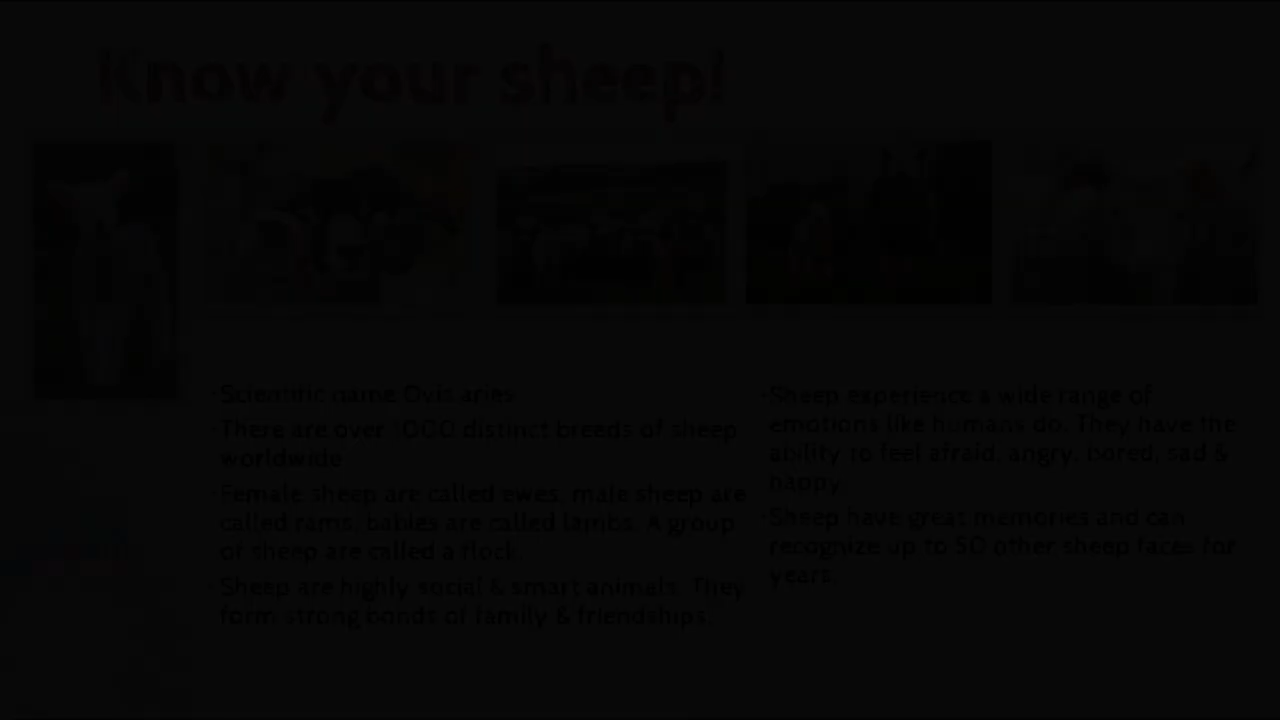 Know your sheep!
Scientific name Ovis aries
There are over 1000 distinct breeds of sheep
worldwide
Female sheep are called ewes, male sheep are
called rams, babies are called lambs. A group
of sheep are called a flock.
Sheep are highly social & smart animals. They
form strong bonds of family & friendships.
Sheep experience a wide range of
emotions like humans do. They have the
ability to feel afraid, angry, bored, sad &
happy.
Sheep have great memories and can
recognize up to 50 other sheep faces for
years.